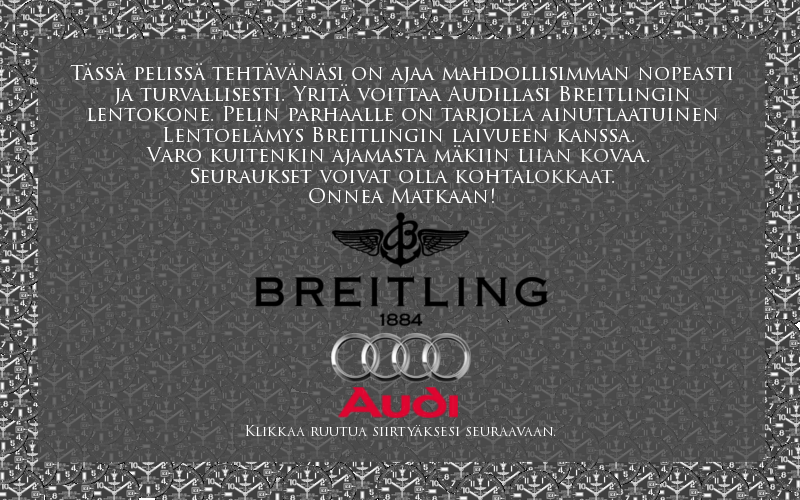 Tässä pelissä tehtävänäsi on ajaa mahdollisimman nopeasti
ja turvallisesti. Yritä voittaa Audillasi Breitlingin
lentokone. Pelin parhaalle on tarjolla ainutlaatuinen
Lentoelämys Breitlingin laivueen kanssa.
Varo kuitenkin ajamasta mäkiin liian kovaa.
Seuraukset voivat olla kohtalokkaat.
Onnea Matkaan!
B
BREITLING
1884
Audi
Klikkaa ruutua siirtyäksesi seuraavaan.